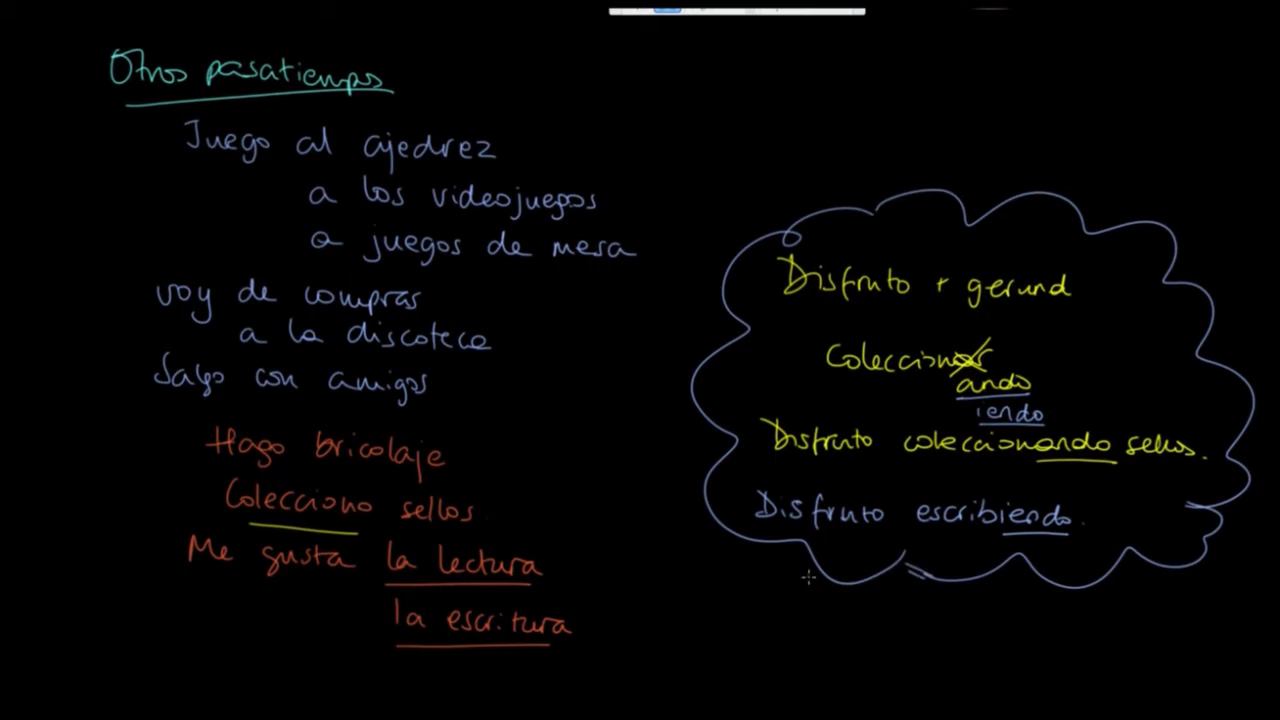 Otros pasatiempos
Juego al ajedrez
a los videojuegos
a juegos de mesa
voy de compras
a la discoteca
Salgo con amigos
Hago bricolaje
Colecciono sellos
Me gusta la lectura
la escritura
Disfruto + gerund
Coleccionar
ando
iendo
Disfruto coleccionando sellos.
Disfruto escribiendo.